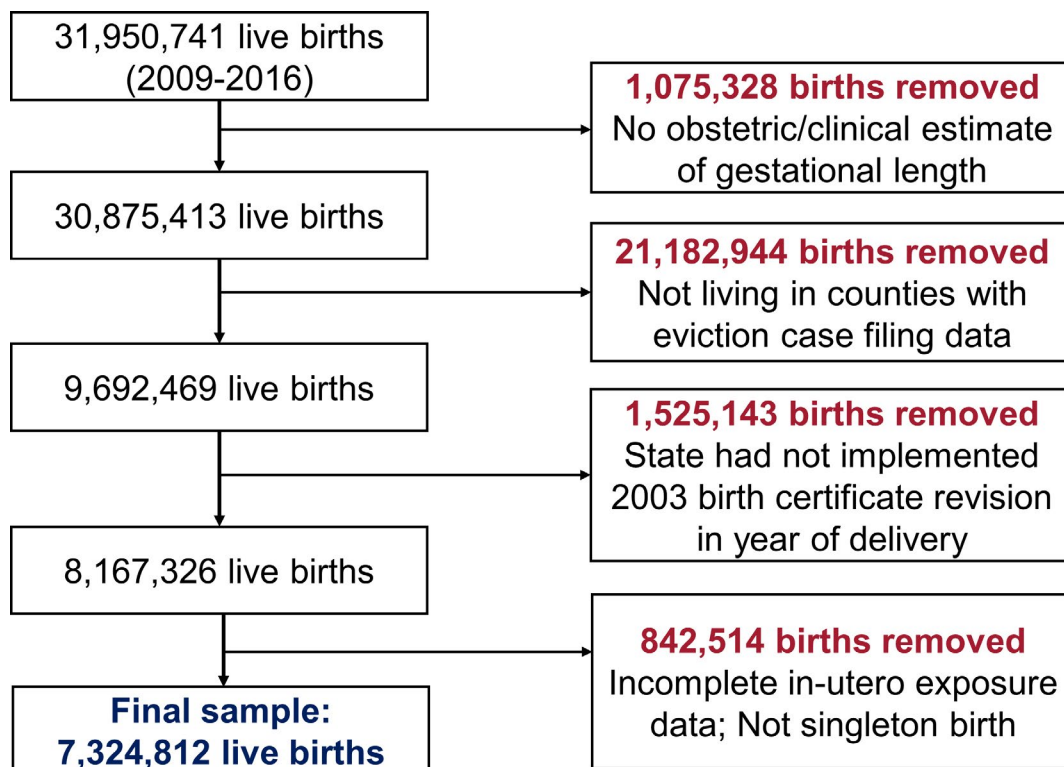 31,950,741 live births
(2009-2016)
1,075,328 births removed
No obstetric/clinical estimate
of gestational length
30,875,413 live births
21,182,944 births removed
Not living in counties with
eviction case filing data
9,692,469 live births
1,525,143 births removed
State had not implemented
2003 birth certificate revision
in year of delivery
8,167,326 live births
842,514 births removed
Incomplete in-utero exposure
data; Not singleton birth
Final sample:
7,324,812 live births